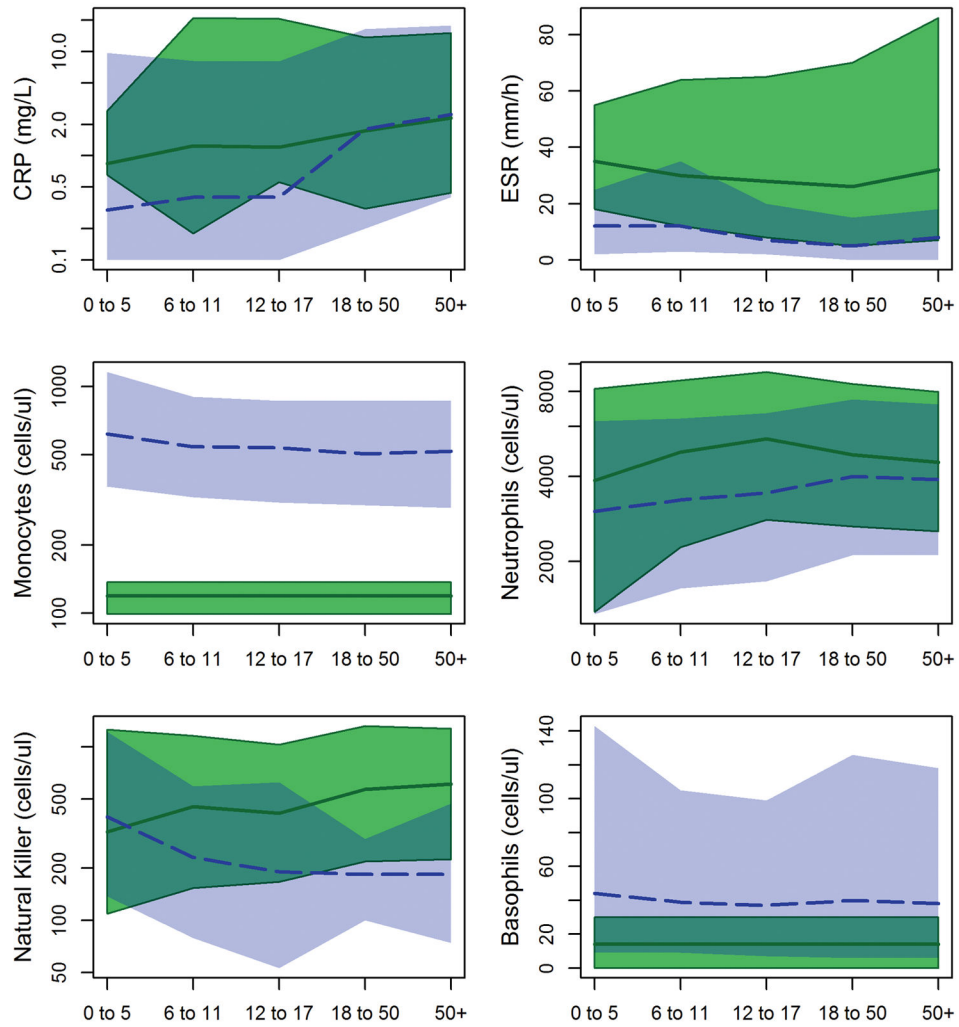 CRP (mg/L)
10.0
2.0
0.5
0.1
0 to 5 6 to 11 12 to 17 18 to 50 50+
ESR (mm/h)
80
60
40
20
0
0 to 5 6 to 11 12 to 17 18 to 50 50+
Monocytes (cells/ul)
1000
500
200
100
0 to 5 6 to 11 12 to 17 18 to 50 50+
Neutrophils (cells/ul)
8000
4000
2000
0 to 5 6 to 11 12 to 17 18 to 50 50+
Natural Killer (cells/ul)
500
200
100
50
0 to 5 6 to 11 12 to 17 18 to 50 50+
Basophils (cells/ul)
140
100
60
20
0
0 to 5 6 to 11 12 to 17 18 to 50 50+